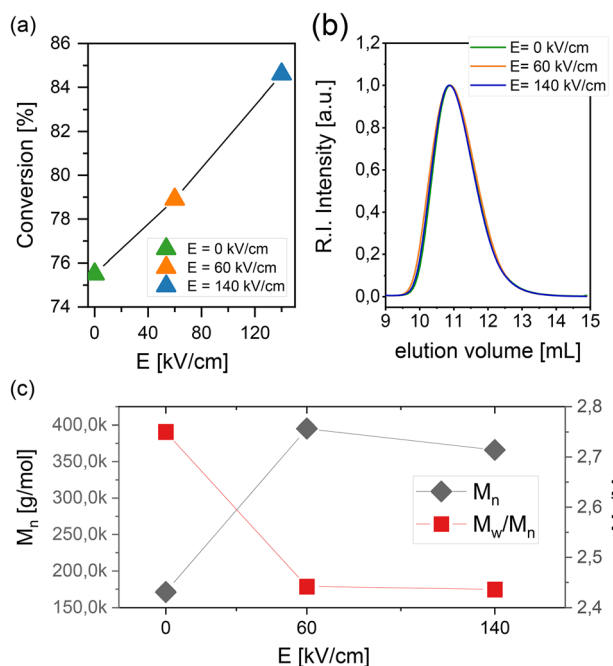 (a)
86
84
82
80
78
76
74
Conversion [%]
E = 0 kV/cm
E = 60 kV/cm
E = 140 kV/cm
0 40 80 120
E [kV/cm]
(b)
1,2
1,0
0,8
0,6
0,4
0,2
0,0
R.I. Intensity [a.u.]
E= 0 kV/cm
E= 60 kV/cm
E= 140 kV/cm
9 10 11 12 13 14 15
elution volume [mL]
(c)
400,0k
350,0k
300,0k
250,0k
200,0k
150,0k
Mn [g/mol]
Mn
Mw/Mn
2,8
2,7
2,6
2,5
2,4
0 60 140
E [kV/cm]